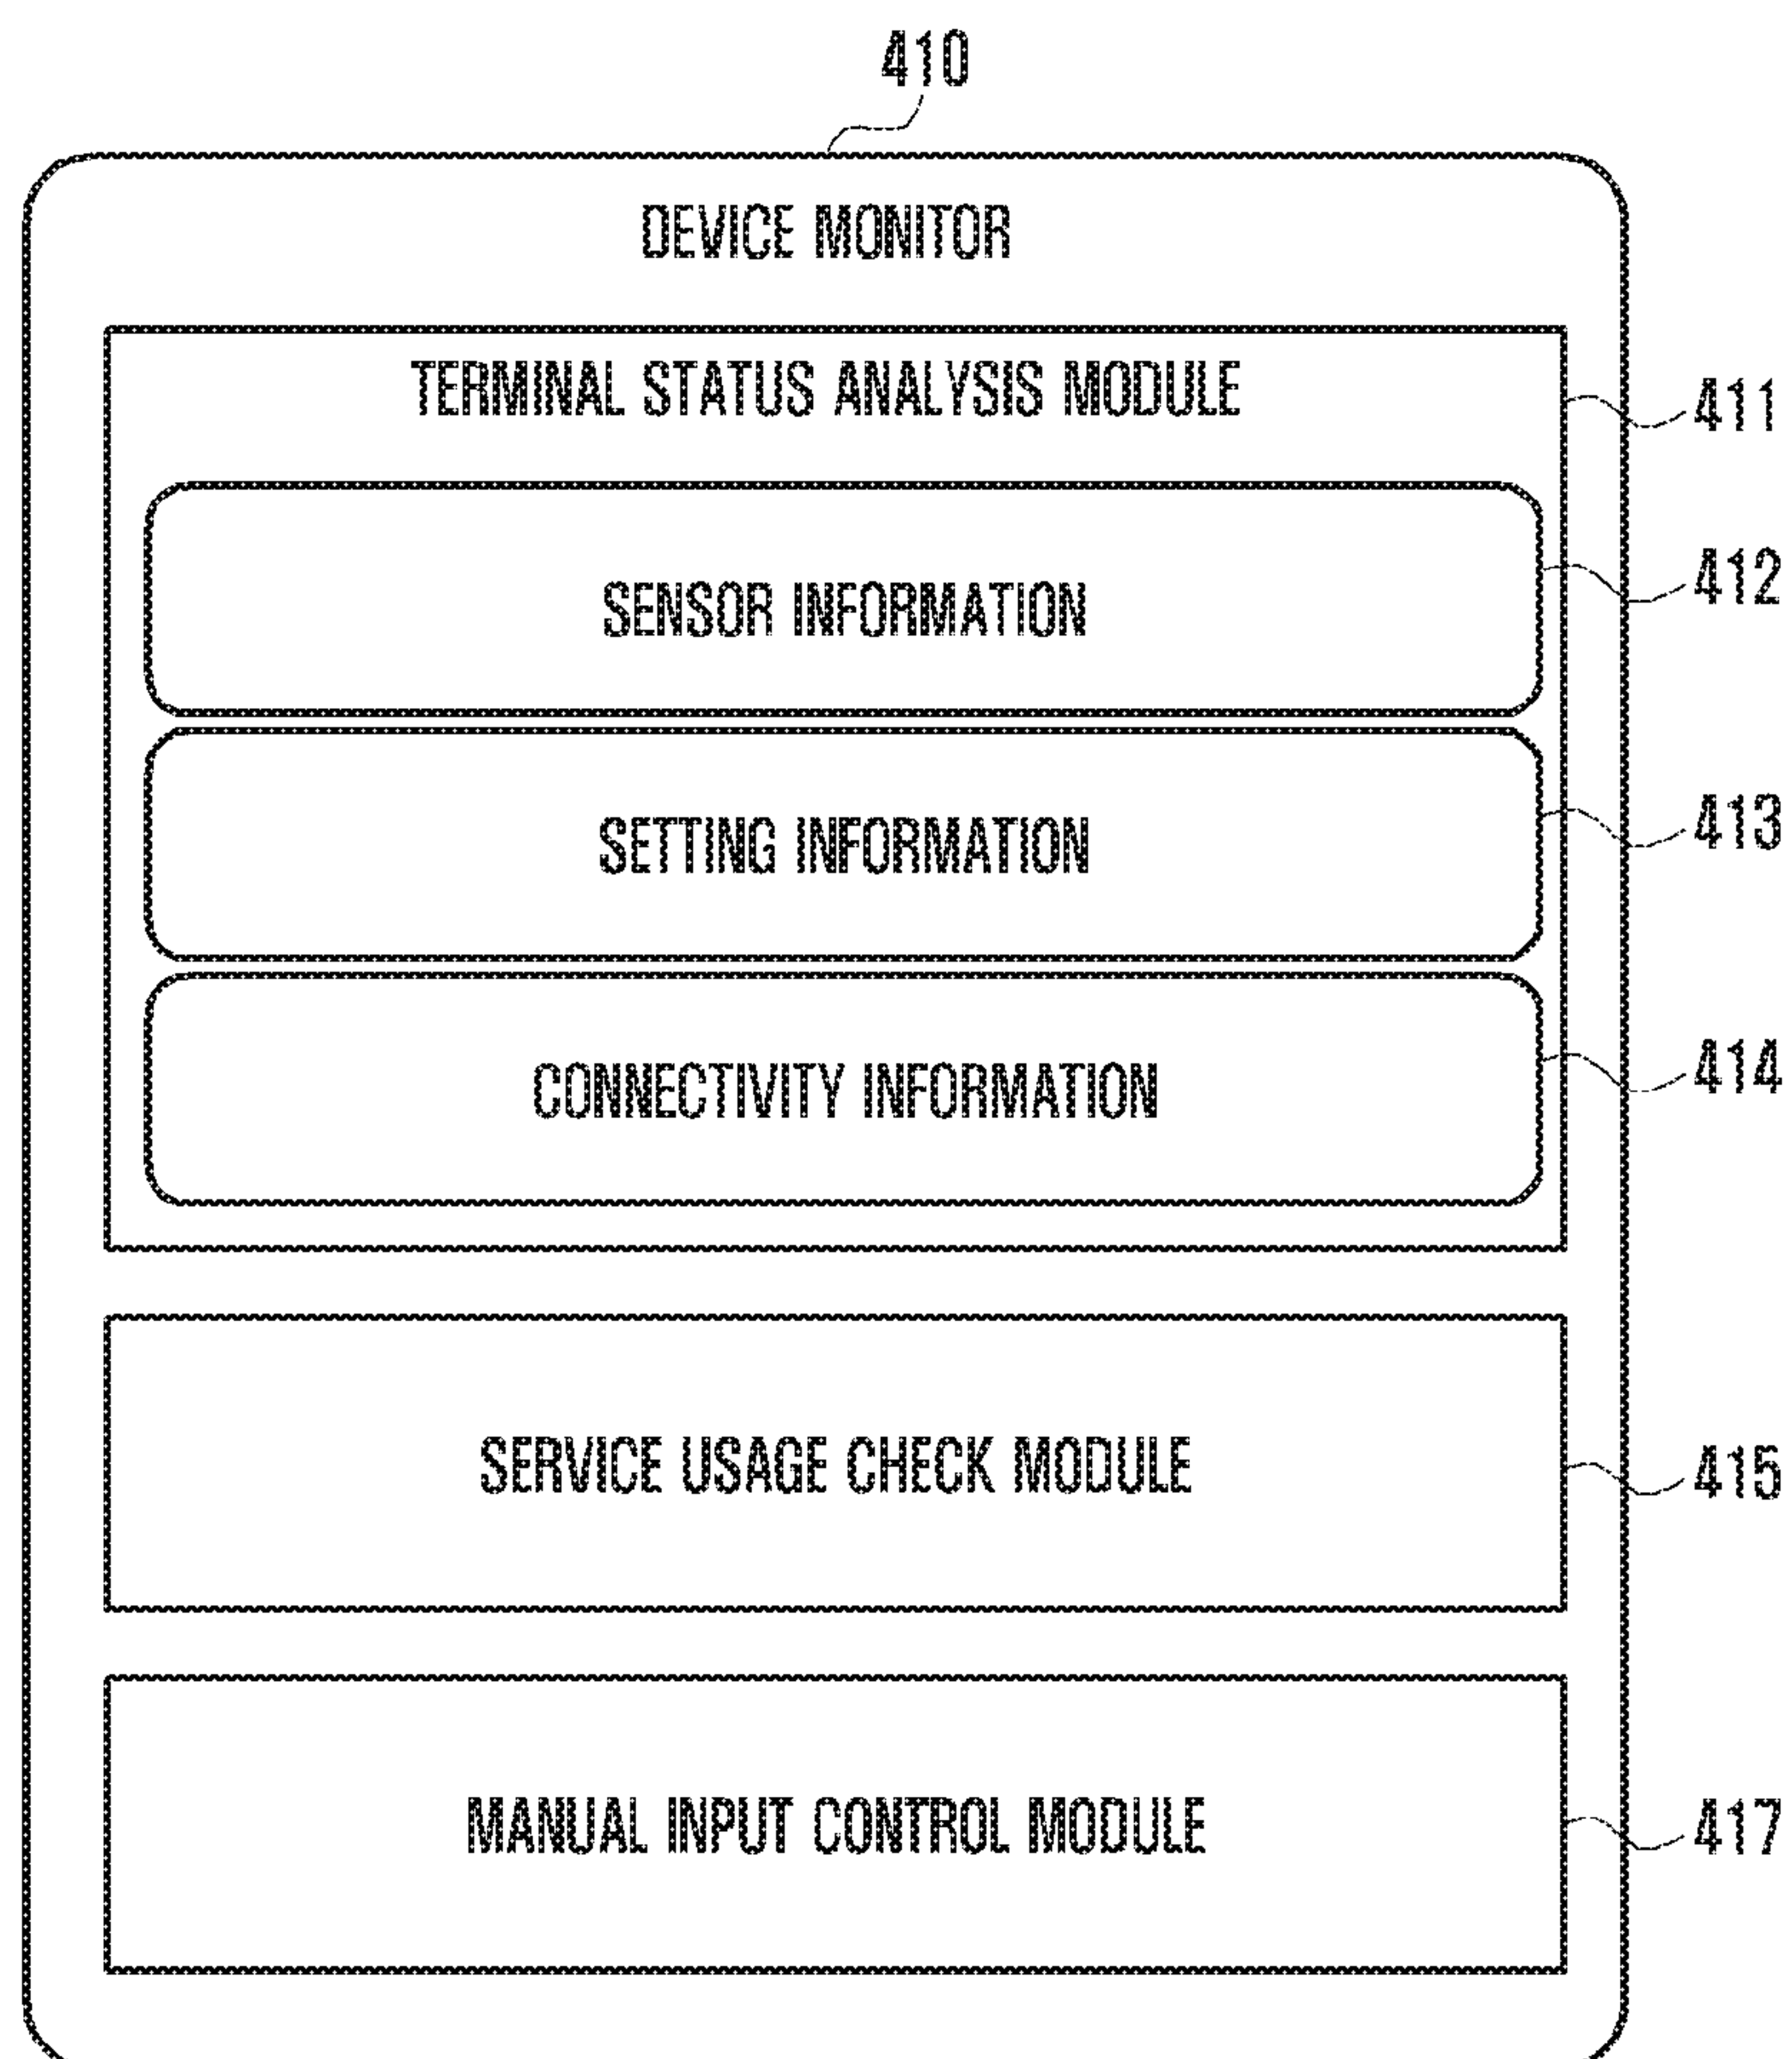 410
DEVICE MONITOR
TERMINAL STATUS ANALYSIS MODULE
411
SENSOR INFORMATION
412
SETTING INFORMATION
413
CONNECTIVITY INFORMATION
414
SERVICE USAGE CHECK MODULE
415
MANUAL INPUT CONTROL MODULE
417